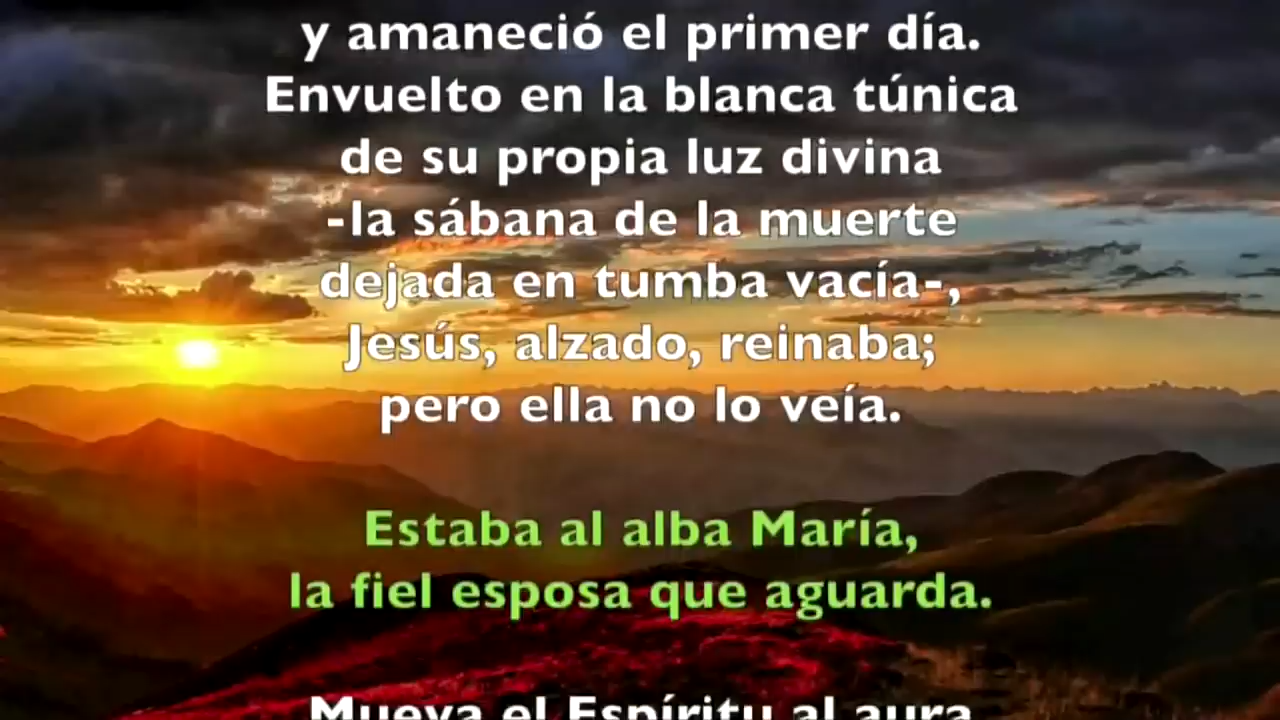 y amaneció el primer día.
Envuelto en la blanca túnica
de su propia luz divina
-la sábana de la muerte
dejada en tumba vacía-,
Jesús, alzado, reinaba;
pero ella no lo veía.
Estaba al alba María,
la fiel esposa que aguarda.
Mueva el Espíritu al aura